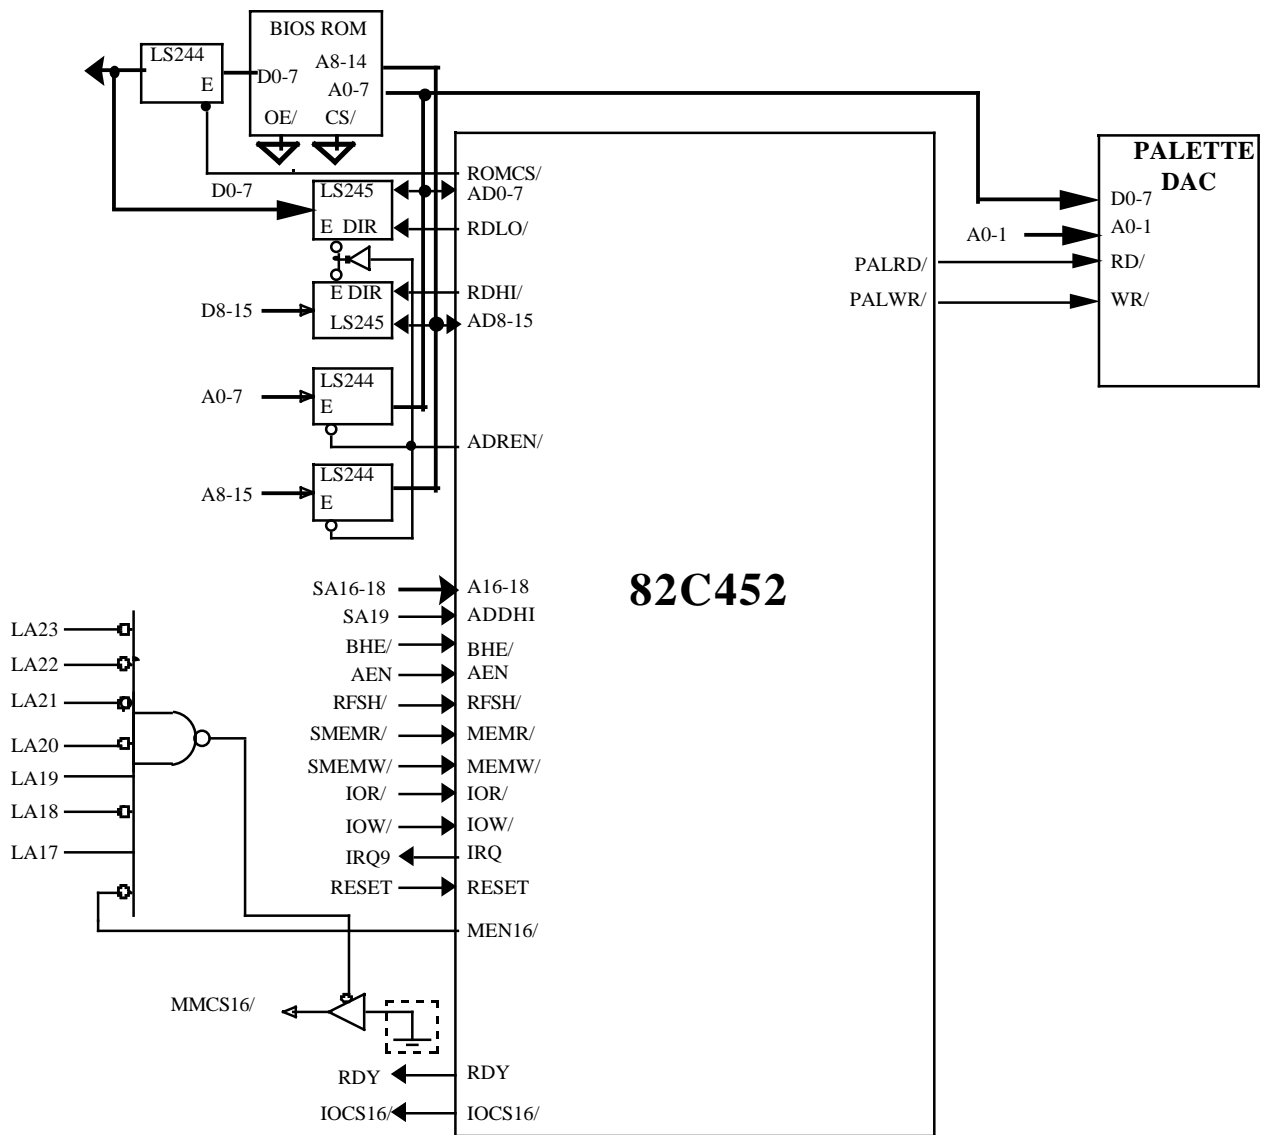 BIOS ROM
LS244
E
D0-7
A8-14
A0-7
OE/
CS/
D0-7
LS245
E DIR
ROMCS/
AD0-7
RDLO/
D8-15
E DIR
LS245
RDHI/
AD8-15
A0-7
LS244
E
ADREN/
A8-15
LS244
E
PALETTE
DAC
D0-7
A0-1
A0-1
PALRD/
RD/
PALWR/
WR/
82C452
SA16-18
A16-18
SA19
ADDHI
BHE/
BHE/
AEN
AEN
RFSH/
RFSH/
SMEMR/
MEMR/
SMEMW/
MEMW/
IOR/
IOR/
IOW/
IOW/
IRQ9
IRQ
RESET
RESET
MEN16/
LA23
LA22
LA21
LA20
LA19
LA18
LA17
MMCS16/
RDY
RDY
IOCS16/
IOCS16/